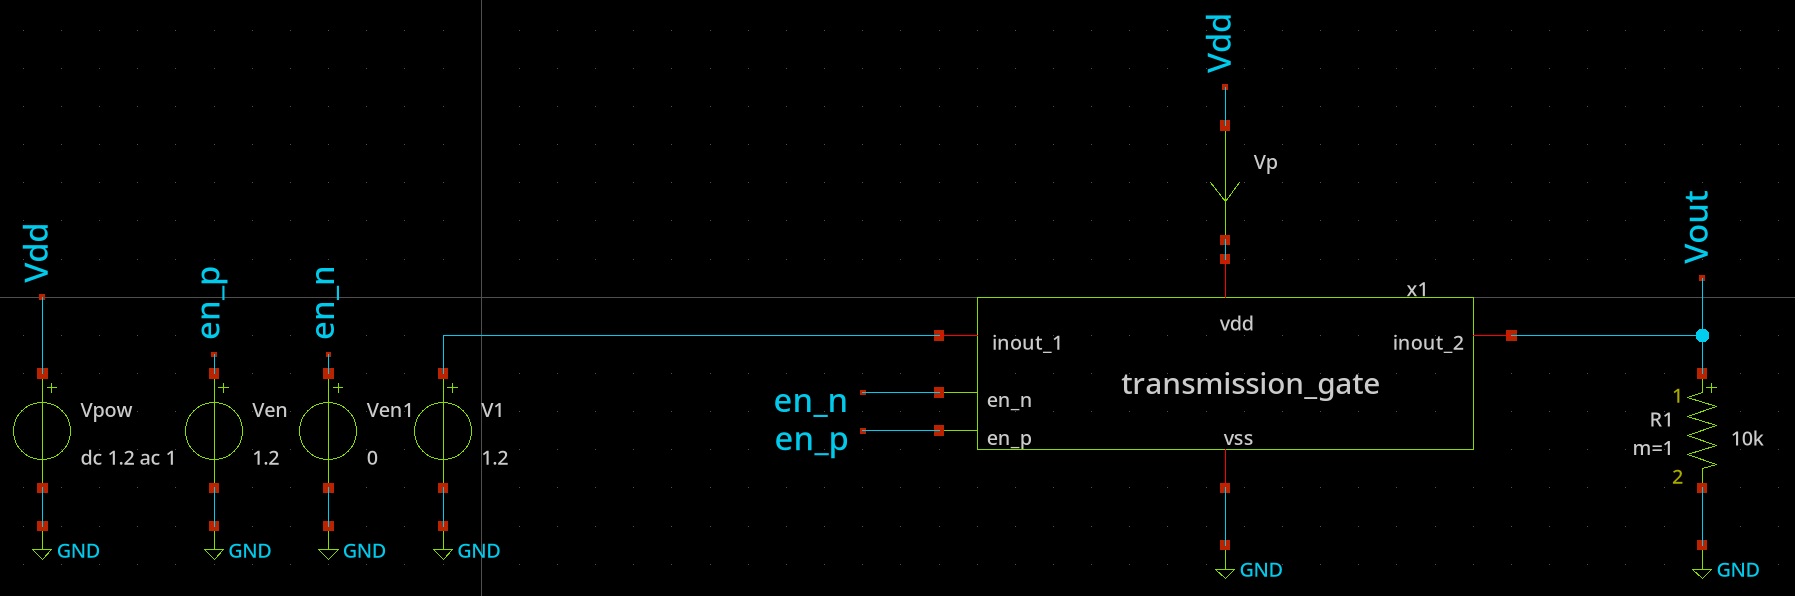 Vdd
Vp
Vdd
en_p
en_n
Vout
x1
vdd
inout_1
inout_2
transmission_gate
en_n
en_n
en_p
en_p
vss
+
Vpow
dc 1.2 ac 1
+
Ven
1.2
+
Ven1
0
+
V1
1.2
1
+
R1
10k
m=1
2
GND
GND
GND
GND
GND
GND